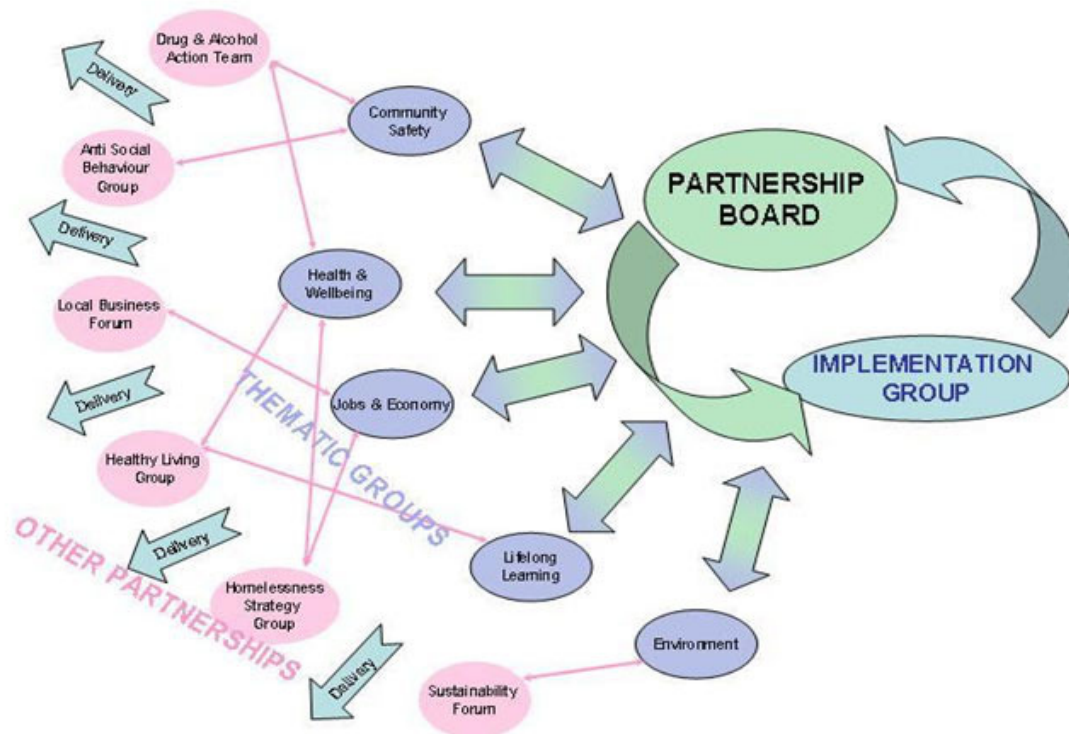 Drug & Alcohol
Action Team
Delivery
Community
Safety
Anti Social
Behaviour
Group
PARTNERSHIP
BOARD
Delivery
Health &
Wellbeing
Local Business
Forum
IMPLEMENTATION
GROUP
Delivery
Jobs & Economy
THEMATIC GROUPS
Healthy Living
Group
OTHER PARTNERSHIPS
Delivery
Lifelong
Learning
Homelessness
Strategy
Group
Environment
Delivery
Sustainability
Forum